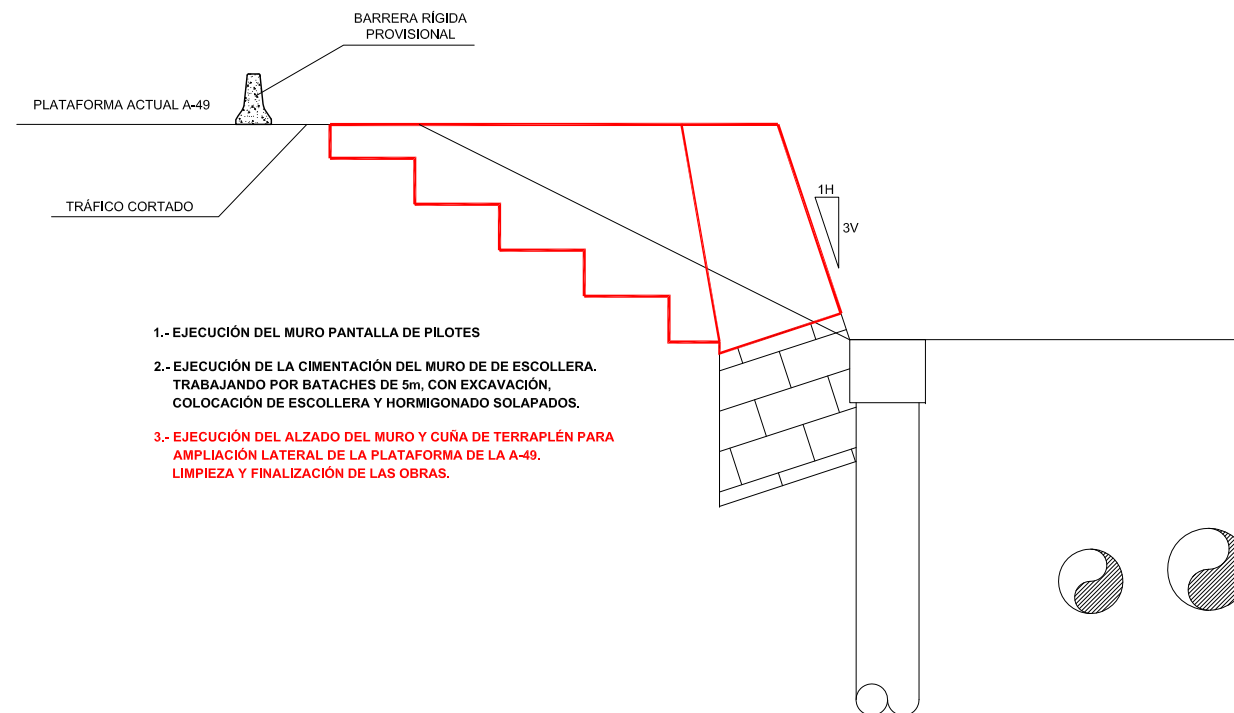 BARRERA RÍGIDA
PROVISIONAL
PLATAFORMA ACTUAL A-49
TRÁFICO CORTADO
1H
3V
1.- EJECUCIÓN DEL MURO PANTALLA DE PILOTES
2.- EJECUCIÓN DE LA CIMENTACIÓN DEL MURO DE DE ESCOLLERA.
TRABAJANDO POR BATACHES DE 5m, CON EXCAVACIÓN,
COLOCACIÓN DE ESCOLLERA Y HORMIGONADO SOLAPADOS.
3.- EJECUCIÓN DEL ALZADO DEL MURO Y CUÑA DE TERRAPLÉN PARA
AMPLIACIÓN LATERAL DE LA PLATAFORMA DE LA A-49.
LIMPIEZA Y FINALIZACIÓN DE LAS OBRAS.